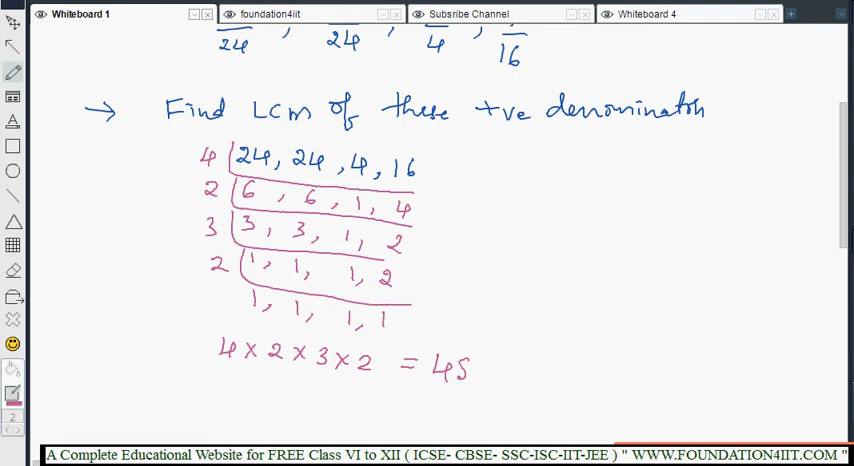 Whiteboard 1 foundation4iit Subsribe Channel Whiteboard 4
24 , 24 , 4 , 16
→ Find LCM of these +ve denominators
4 | 24, 24, 4, 16
2 | 6 , 6 , 1, 4
3 | 3, 3, 1, 2
2 | 1, 1, 1, 2
1, 1, 1, 1
4 × 2 × 3 × 2 = 48
2
A Complete Educational Website for FREE Class VI to XII ( ICSE- CBSE- SSC-ISC-IIT-JEE ) " WWW.FOUNDATION4IIT.COM "